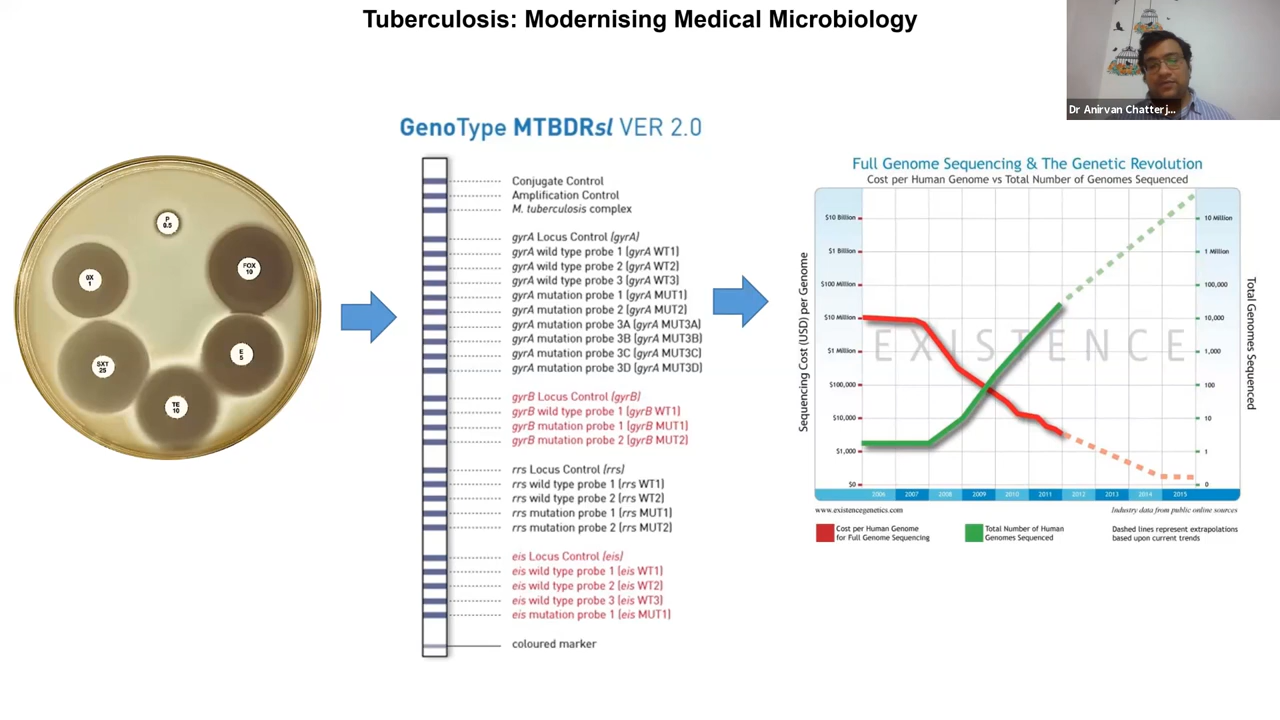 Tuberculosis: Modernising Medical Microbiology
Dr Anirvan Chatterj...
P
0.5
OX
1
FOX
10
SXT
25
E
5
TE
10
GenoType MTBDRsl VER 2.0
Conjugate Control
Amplification Control
M. tuberculosis complex
gyrA Locus Control (gyrA)
gyrA wild type probe 1 (gyrA WT1)
gyrA wild type probe 2 (gyrA WT2)
gyrA wild type probe 3 (gyrA WT3)
gyrA mutation probe 1 (gyrA MUT1)
gyrA mutation probe 2 (gyrA MUT2)
gyrA mutation probe 3A (gyrA MUT3A)
gyrA mutation probe 3B (gyrA MUT3B)
gyrA mutation probe 3C (gyrA MUT3C)
gyrA mutation probe 3D (gyrA MUT3D)
gyrB Locus Control (gyrB)
gyrB wild type probe 1 (gyrB WT1)
gyrB mutation probe 1 (gyrB MUT1)
gyrB mutation probe 2 (gyrB MUT2)
rrs Locus Control (rrs)
rrs wild type probe 1 (rrs WT1)
rrs wild type probe 2 (rrs WT2)
rrs mutation probe 1 (rrs MUT1)
rrs mutation probe 2 (rrs MUT2)
eis Locus Control (eis)
eis wild type probe 1 (eis WT1)
eis wild type probe 2 (eis WT2)
eis wild type probe 3 (eis WT3)
eis mutation probe 1 (eis MUT1)
coloured marker
Full Genome Sequencing & The Genetic Revolution
Cost per Human Genome vs Total Number of Genomes Sequenced
Sequencing Cost (USD) per Genome
$10 Billion
$1 Billion
$100 Million
$10 Million
$1 Million
$100,000
$10,000
$1,000
$0
EXISTENCE
10 Million
1 Million
100,000
10,000
1,000
100
10
1
0
Total Genomes Sequenced
2006 2007 2008 2009 2010 2011 2012 2013 2014 2015
www.existencegenetics.com
Industry data from public online sources
Cost per Human Genome
for Full Genome Sequencing
Total Number of Human
Genomes Sequenced
Dashed lines represent extrapolations
based upon current trends